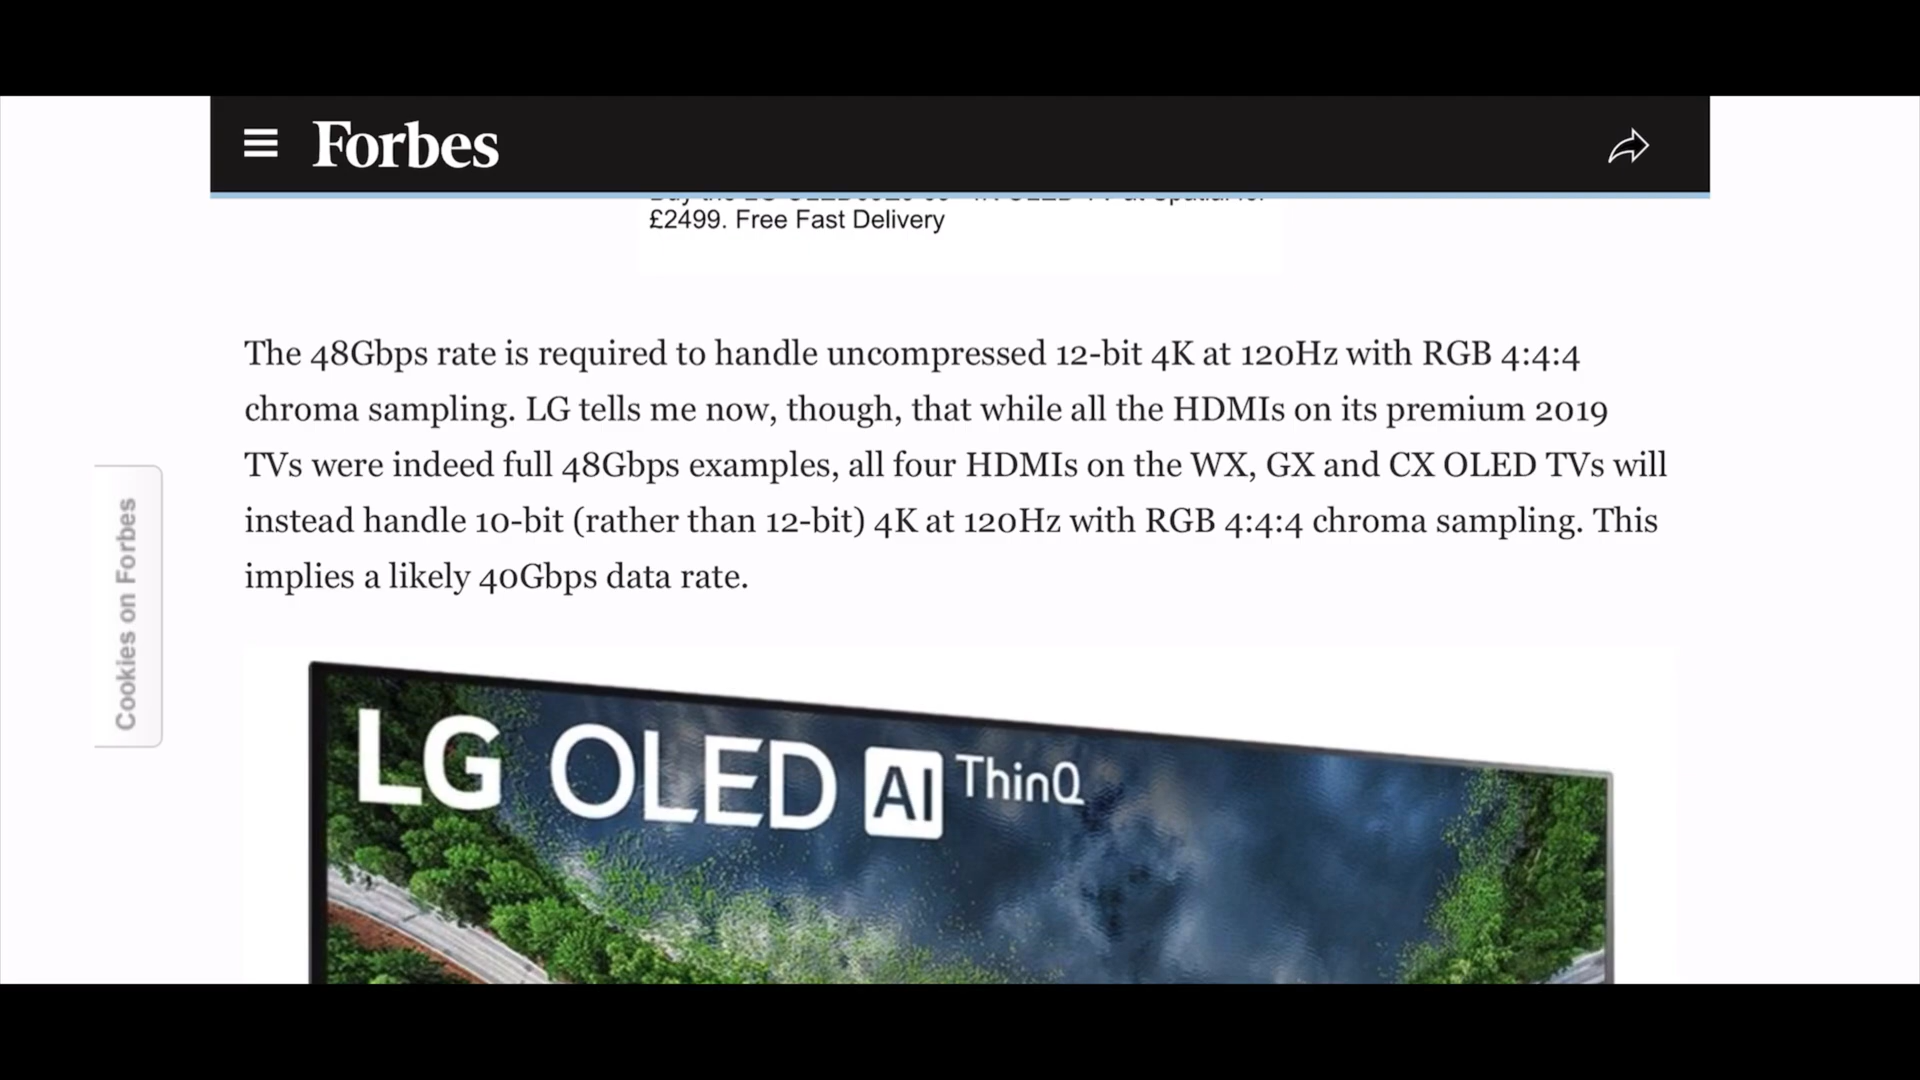 Forbes
£2499. Free Fast Delivery
The 48Gbps rate is required to handle uncompressed 12-bit 4K at 120Hz with RGB 4:4:4
chroma sampling. LG tells me now, though, that while all the HDMIs on its premium 2019
TVs were indeed full 48Gbps examples, all four HDMIs on the WX, GX and CX OLED TVs will
instead handle 10-bit (rather than 12-bit) 4K at 120Hz with RGB 4:4:4 chroma sampling. This
implies a likely 40Gbps data rate.
Cookies on Forbes
LG OLED AI ThinQ